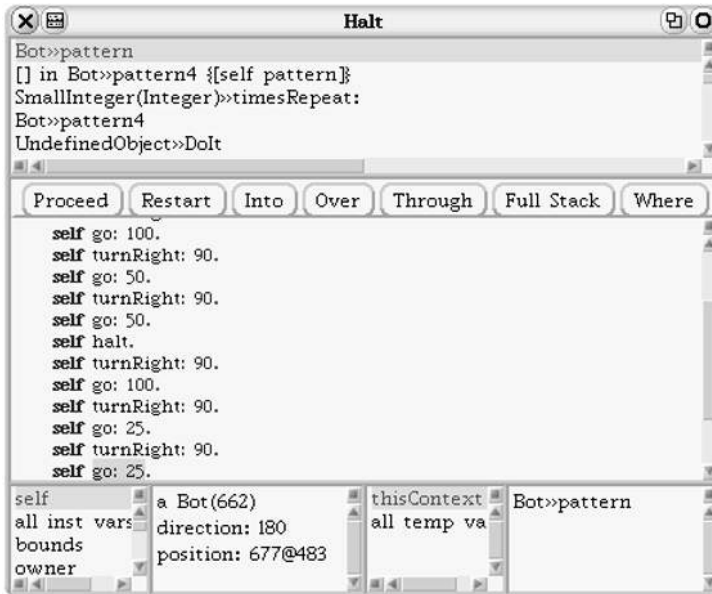 Halt
Bot»pattern
[] in Bot»pattern4 {[self pattern]}
SmallInteger(Integer)»timesRepeat:
Bot»pattern4
UndefinedObject»DoIt
Proceed Restart Into Over Through Full Stack Where
self go: 100.
self turnRight: 90.
self go: 50.
self turnRight: 90.
self go: 50.
self halt.
self turnRight: 90.
self go: 100.
self turnRight: 90.
self go: 25.
self turnRight: 90.
self go: 25.
self
all inst vars
bounds
owner
a Bot(662)
direction: 180
position: 677@483
thisContext
all temp va
Bot»pattern